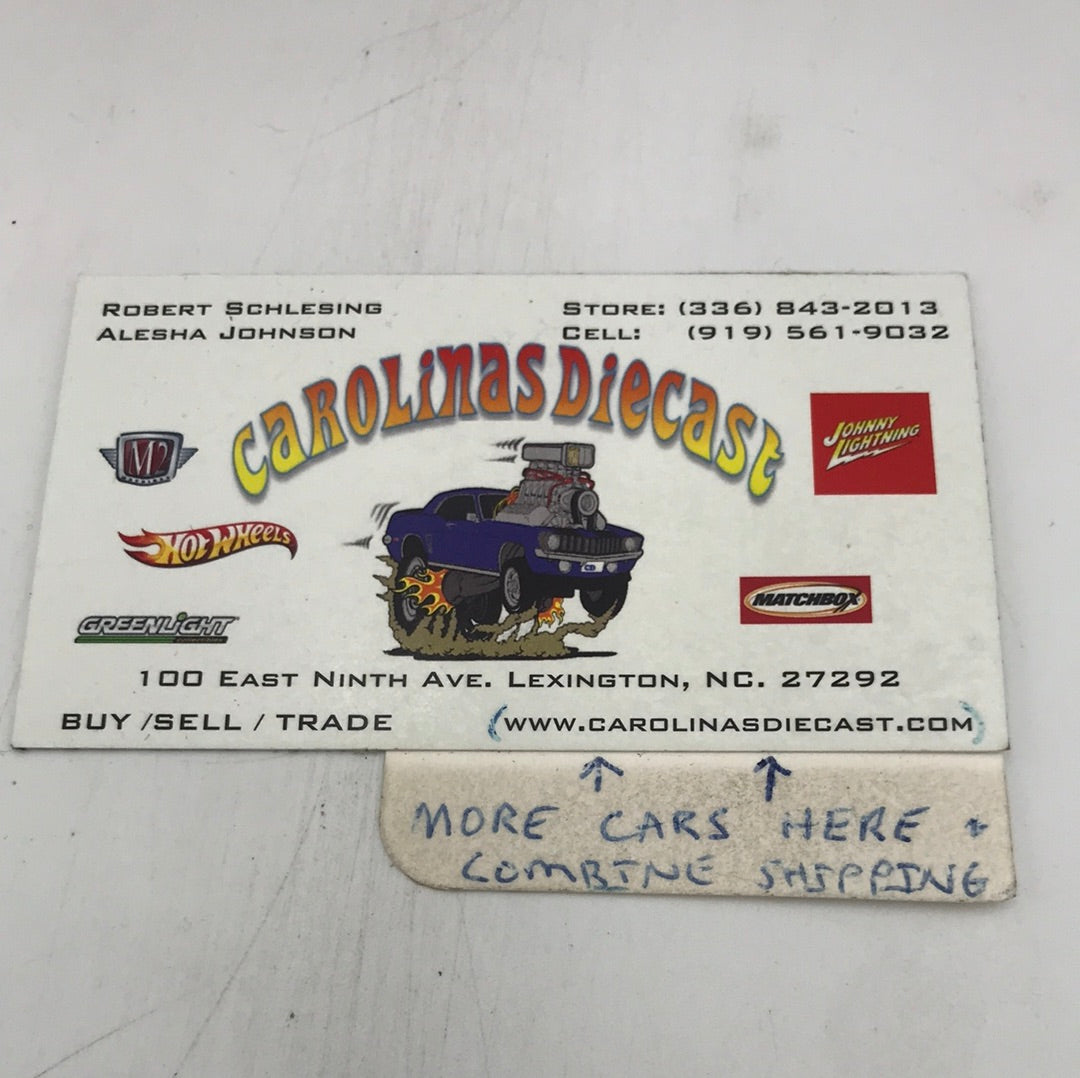 ROBERT SCHLESING
ALESHA JOHNSON
STORE: (336) 843-2013
CELL: (919) 561-9032
CAROLINAS DIECAST
M2
JOHNNY
LIGHTNING
HOT WHEELS
CD
MATCHBOX
GREENLIGHT
100 EAST NINTH AVE. LEXINGTON, NC. 27292
BUY /SELL / TRADE
(WWW.CAROLINASDIECAST.COM)
↑ ↑
MORE CARS HERE +
COMBINE SHIPPING